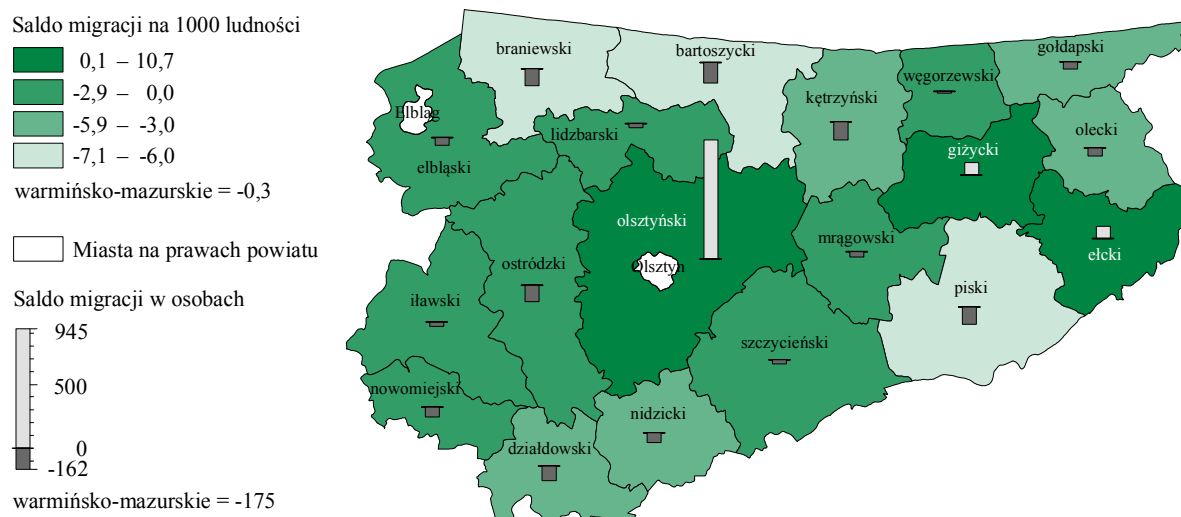 Saldo migracji na 1000 ludności
0,1 – 10,7
-2,9 – 0,0
-5,9 – -3,0
-7,1 – -6,0
warmińsko-mazurskie = -0,3
Miasta na prawach powiatu
Saldo migracji w osobach
945
500
0
-162
warmińsko-mazurskie = -175
braniewski
bartoszycki
gołdapski
węgorzewski
kętrzyński
Elbląg
lidzbarski
olecki
elbląski
giżycki
olsztyński
mrągowski
ełcki
ostródzki
Olsztyn
piski
iławski
szczycieński
nowomiejski
nidzicki
działdowski